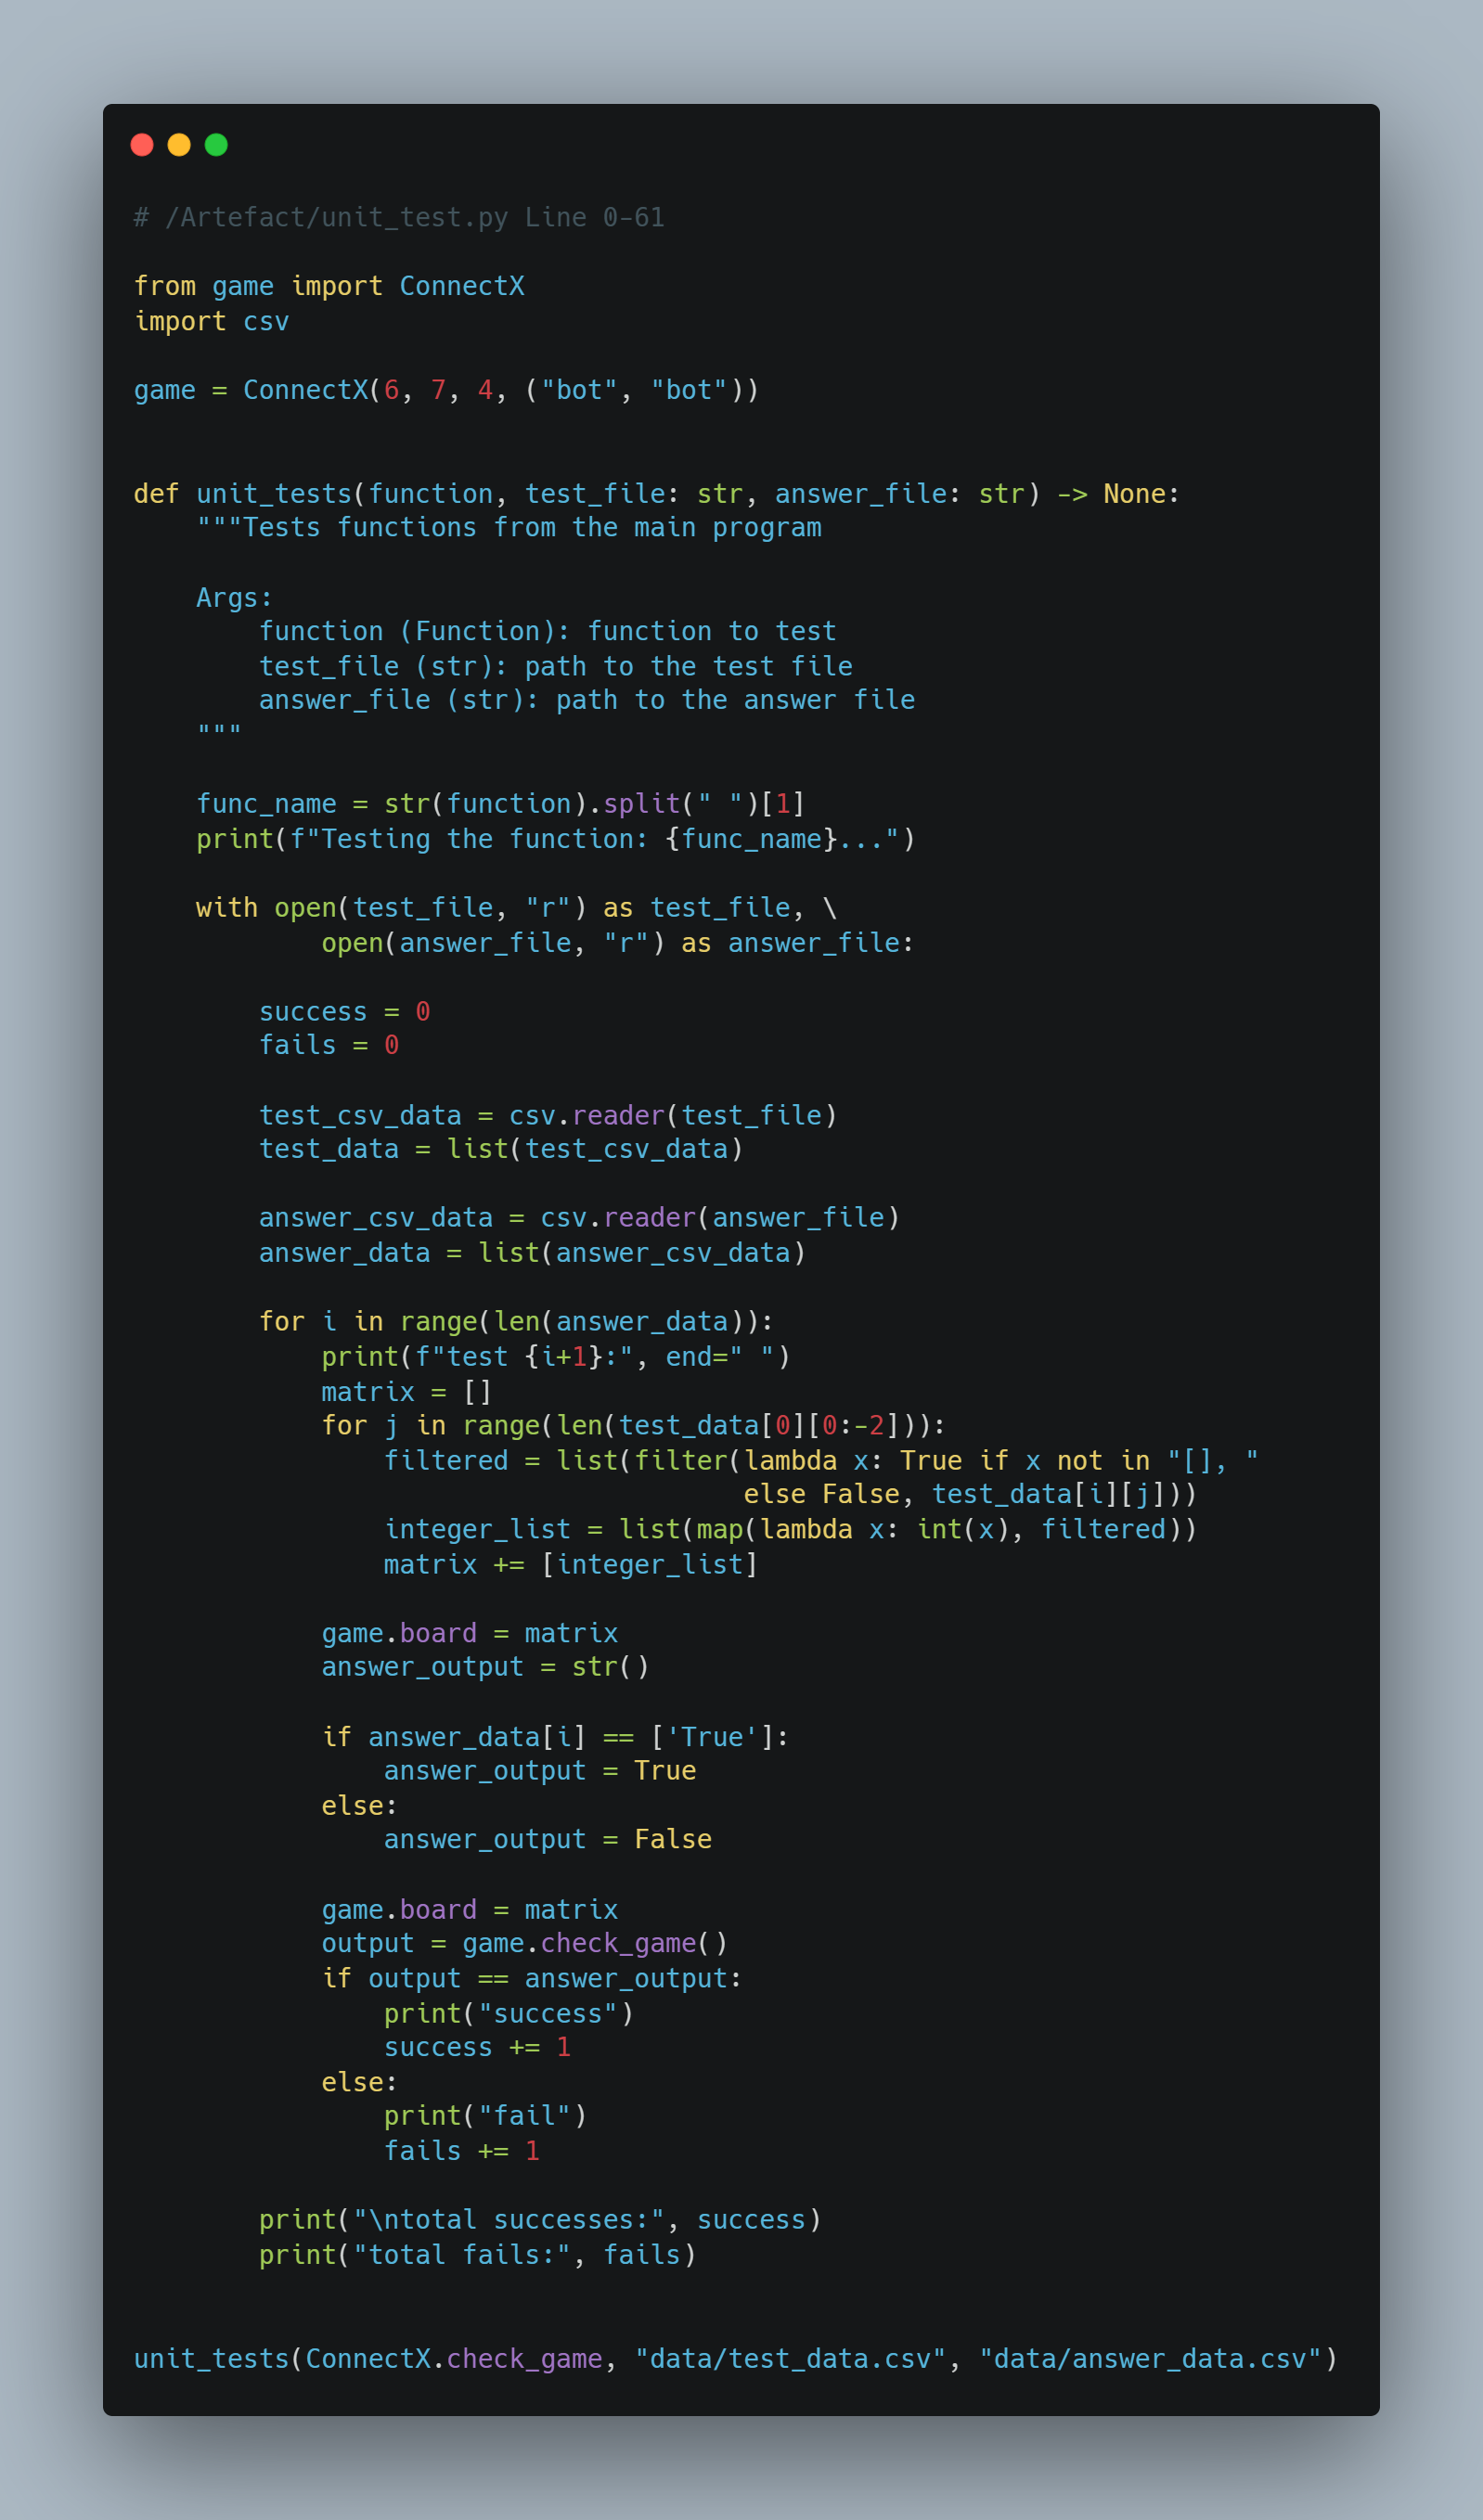 # /Artefact/unit_test.py Line 0-61

from game import ConnectX
import csv

game = ConnectX(6, 7, 4, ("bot", "bot"))


def unit_tests(function, test_file: str, answer_file: str) -> None:
    """Tests functions from the main program

    Args:
        function (Function): function to test
        test_file (str): path to the test file
        answer_file (str): path to the answer file
    """

    func_name = str(function).split(" ")[1]
    print(f"Testing the function: {func_name}...")

    with open(test_file, "r") as test_file, \
            open(answer_file, "r") as answer_file:

        success = 0
        fails = 0

        test_csv_data = csv.reader(test_file)
        test_data = list(test_csv_data)

        answer_csv_data = csv.reader(answer_file)
        answer_data = list(answer_csv_data)

        for i in range(len(answer_data)):
            print(f"test {i+1}:", end=" ")
            matrix = []
            for j in range(len(test_data[0][0:-2])):
                filtered = list(filter(lambda x: True if x not in "[], "
                                       else False, test_data[i][j]))
                integer_list = list(map(lambda x: int(x), filtered))
                matrix += [integer_list]

            game.board = matrix
            answer_output = str()

            if answer_data[i] == ['True']:
                answer_output = True
            else:
                answer_output = False

            game.board = matrix
            output = game.check_game()
            if output == answer_output:
                print("success")
                success += 1
            else:
                print("fail")
                fails += 1

        print("\ntotal successes:", success)
        print("total fails:", fails)


unit_tests(ConnectX.check_game, "data/test_data.csv", "data/answer_data.csv")